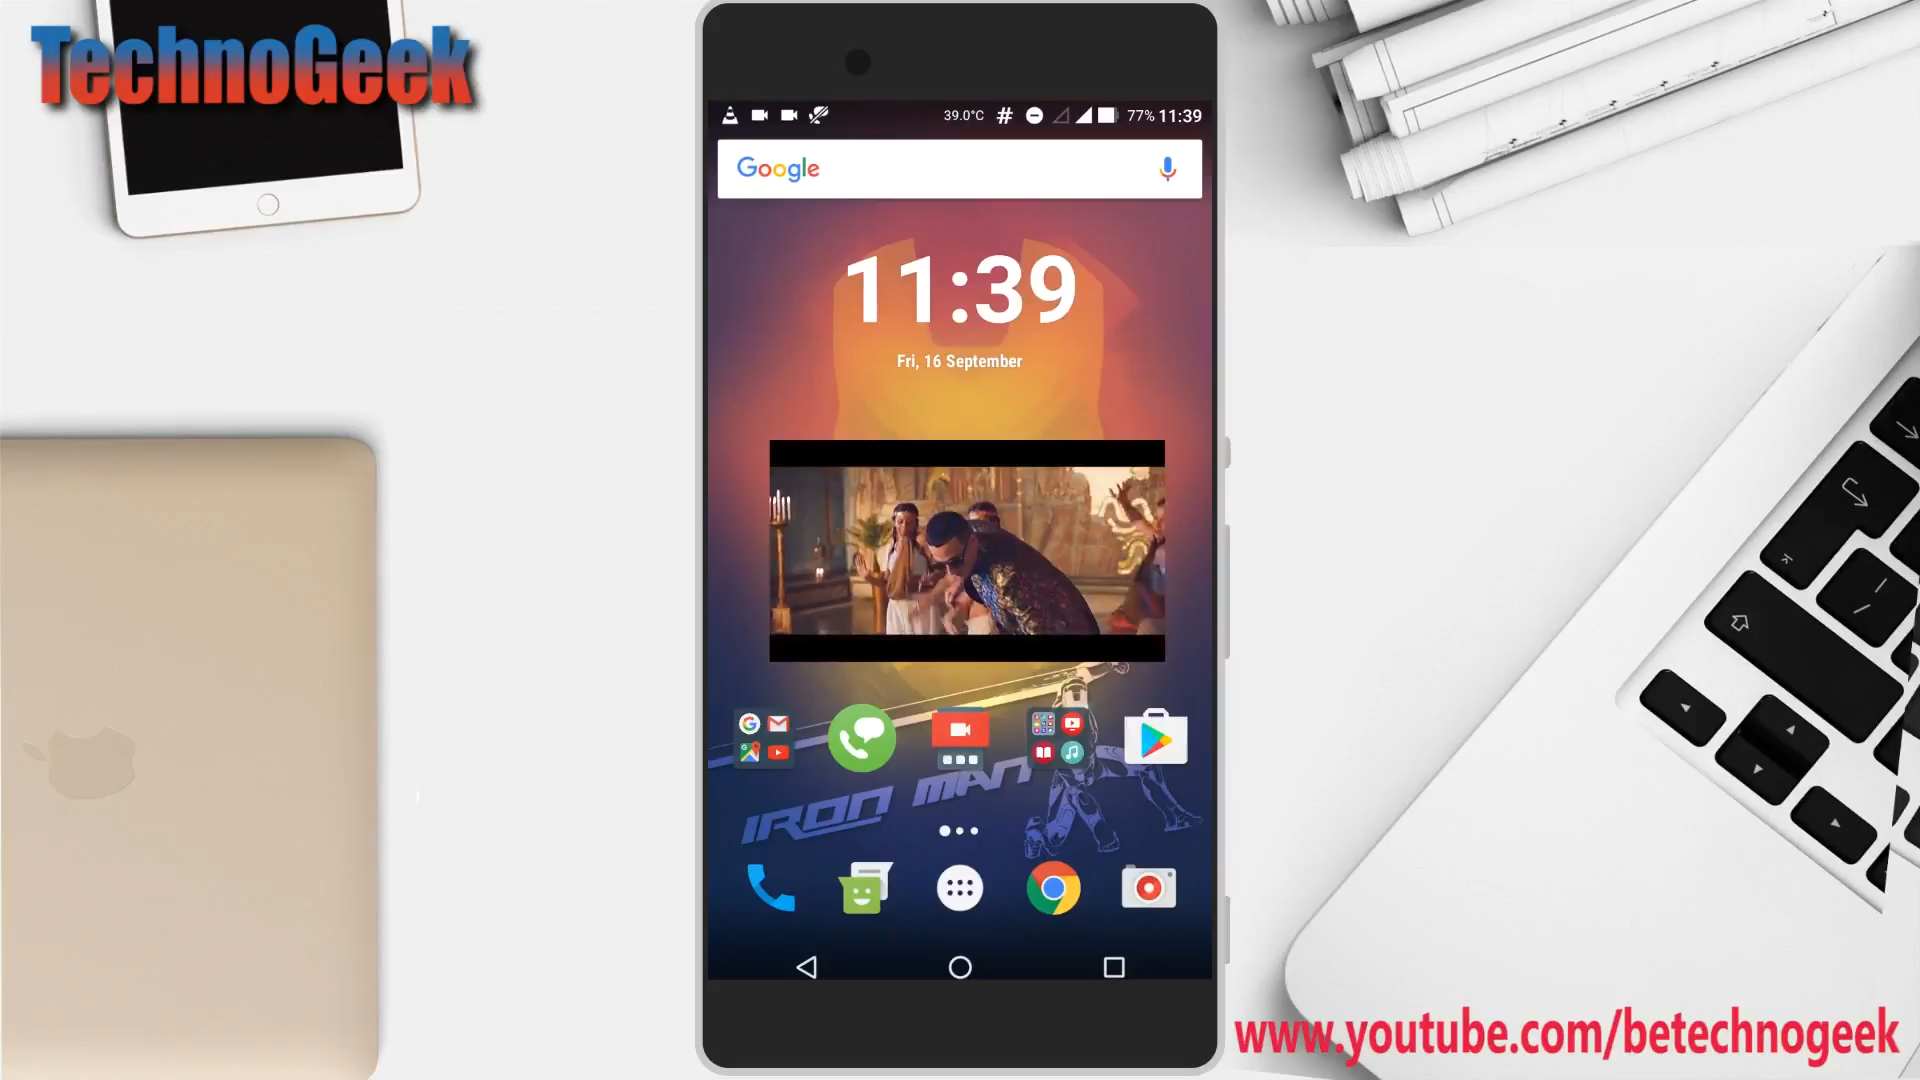 TechnoGeek
39.0°C # 77% 11:39
Google
11:39
Fri, 16 September
IRON MAN
www.youtube.com/betechnogeek